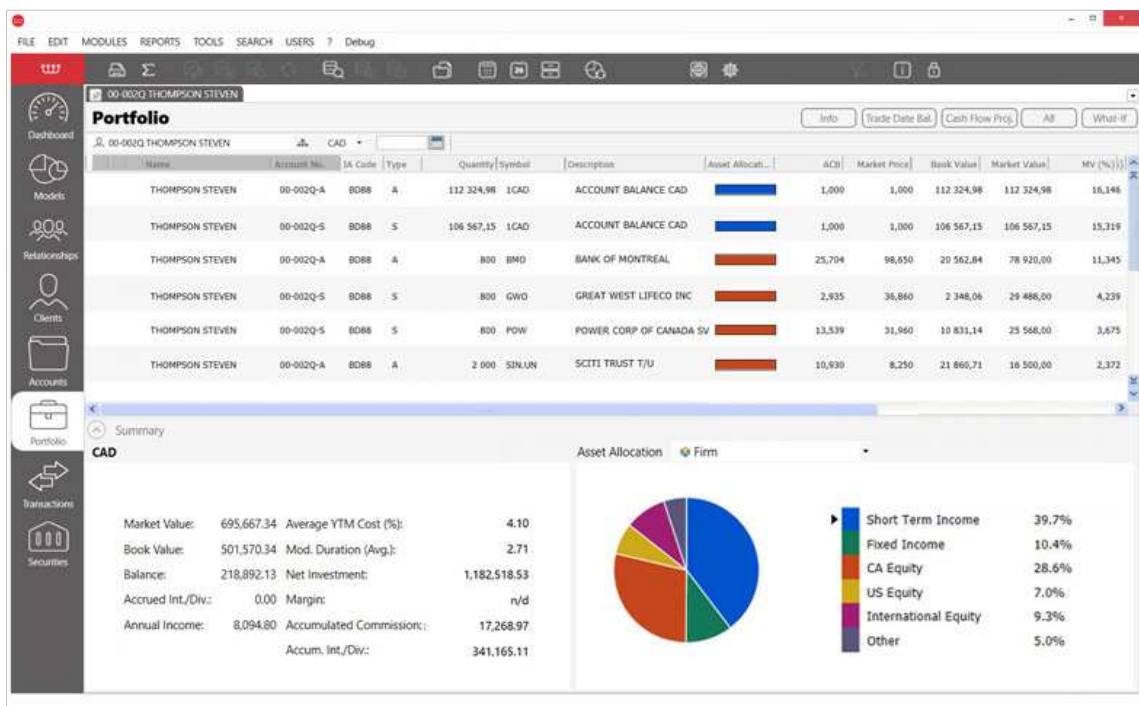 FILE EDIT MODULES REPORTS TOOLS SEARCH USERS ? Debug
00-002Q THOMPSON STEVEN
Portfolio
Info Trade Date Bal. Cash Flow Proj. All What-If
00-002Q THOMPSON STEVEN CAD
Name Account No. IA Code Type Quantity Symbol Description Asset Allocati... ACB Market Price Book Value Market Value MV (%)
THOMPSON STEVEN 00-002Q-A BD88 A 112 324,98 1CAD ACCOUNT BALANCE CAD 1,000 1,000 112 324,98 112 324,98 16,146
THOMPSON STEVEN 00-002Q-S BD88 S 106 567,15 1CAD ACCOUNT BALANCE CAD 1,000 1,000 106 567,15 106 567,15 15,319
THOMPSON STEVEN 00-002Q-A BD88 A 800 BMO BANK OF MONTREAL 25,704 98,650 20 562,84 78 920,00 11,345
THOMPSON STEVEN 00-002Q-S BD88 S 800 GWO GREAT WEST LIFECO INC 2,935 36,860 2 348,06 29 488,00 4,239
THOMPSON STEVEN 00-002Q-S BD88 S 800 POW POWER CORP OF CANADA SV 13,539 31,960 10 831,14 25 568,00 3,675
THOMPSON STEVEN 00-002Q-A BD88 A 2 000 SIN.UN SCITI TRUST T/U 10,930 8,250 21 860,71 16 500,00 2,372
Dashboard
Models
Relationships
Clients
Accounts
Portfolio
Transactions
Securities
Summary
CAD
Market Value: 695,667.34 Average YTM Cost (%): 4.10
Book Value: 501,570.34 Mod. Duration (Avg.): 2.71
Balance: 218,892.13 Net Investment: 1,182,518.53
Accrued Int./Div.: 0.00 Margin: n/d
Annual Income: 8,094.80 Accumulated Commission:: 17,268.97
Accum. Int./Div.: 341,165.11
Asset Allocation Firm
Short Term Income 39.7%
Fixed Income 10.4%
CA Equity 28.6%
US Equity 7.0%
International Equity 9.3%
Other 5.0%